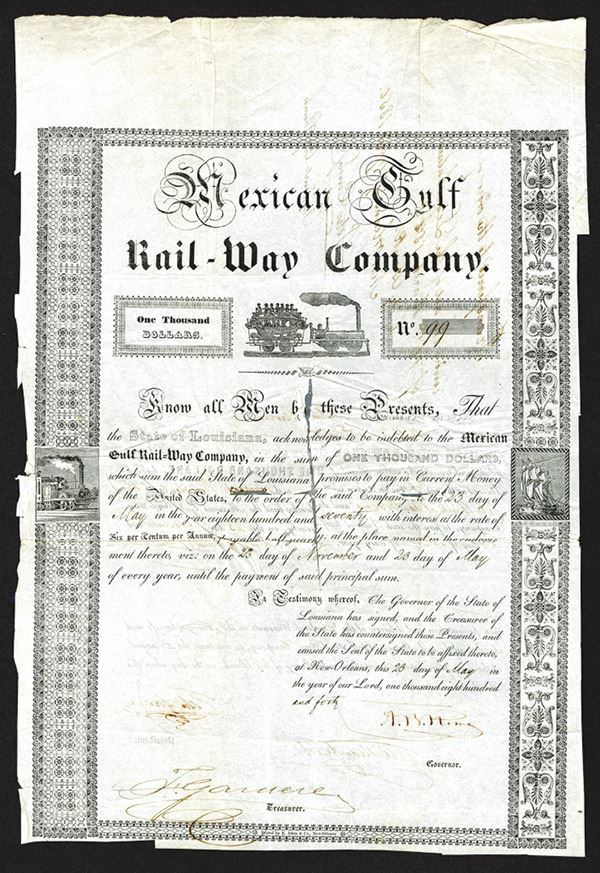 Mexican Gulf
Rail-Way Company.
One Thousand
DOLLARS.
No. 99
Know all Men by these Presents, That
the State of Louisiana, acknowledges to be indebted to the Mexican
Gulf Rail-Way Company, in the sum of ONE THOUSAND DOLLARS,
which sum the said State of Louisiana promises to pay in Current Money
of the United States, to the order of the said Company, to the 23 day of
May in the year eighteen hundred and seventy with interest at the rate of
Six per Centum per Annum, payable half yearly, at the place named in the endorse-
ment thereto, viz: on the 23 day of November and 23 day of May
of every year, until the payment of said principal sum.
In Testimony whereof, The Governor of the State of
Louisiana has signed, and the Treasurer of
the State has countersigned these Presents, and
caused the Seal of the State to be affixed thereto,
at New-Orleans, this 23 day of May in
the year of our Lord, one thousand eight hundred
and forty
Governor.
Treasurer.